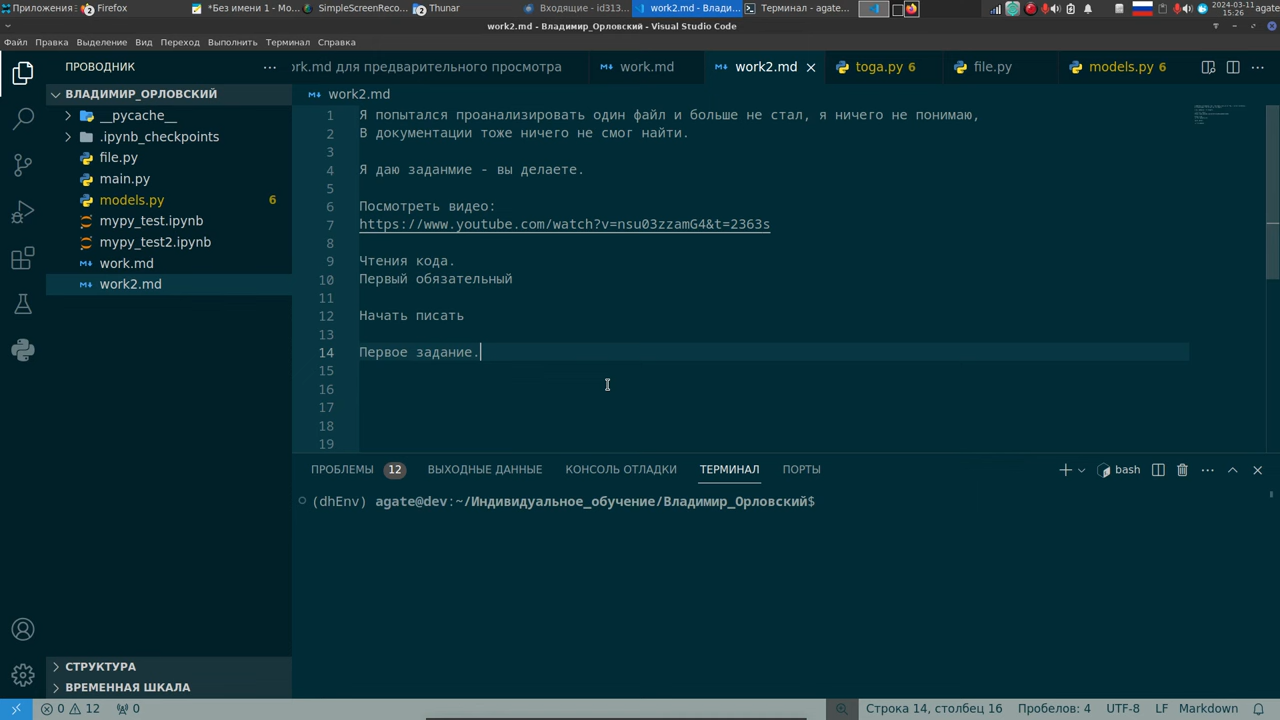 Приложения
Firefox
*Без имени 1 - Mo...
SimpleScreenReco...
Thunar
Входящие - id313...
work2.md - Влади...
Терминал - agate...
2024-03-11
15:26
agate
work2.md - Владимир_Орловский - Visual Studio Code
Файл Правка Выделение Вид Переход Выполнить Терминал Справка
ПРОВОДНИК
rk.md для предварительного просмотра
work.md
work2.md
toga.py 6
file.py
models.py 6
ВЛАДИМИР_ОРЛОВСКИЙ
work2.md
__pycache__
.ipynb_checkpoints
file.py
main.py
models.py 6
mypy_test.ipynb
mypy_test2.ipynb
work.md
work2.md
1 Я попытался проанализировать один файл и больше не стал, я ничего не понимаю,
2 В документации тоже ничего не смог найти.
3
4 Я даю заданмие - вы делаете.
5
6 Посмотреть видео:
7 https://www.youtube.com/watch?v=nsu03zzamG4&t=2363s
8
9 Чтения кода.
10 Первый обязательный
11
12 Начать писать
13
14 Первое задание.
15
16
17
18
19
ПРОБЛЕМЫ 12 ВЫХОДНЫЕ ДАННЫЕ КОНСОЛЬ ОТЛАДКИ ТЕРМИНАЛ ПОРТЫ
bash
(dhEnv) agate@dev:~/Индивидуальное_обучение/Владимир_Орловский$
СТРУКТУРА
ВРЕМЕННАЯ ШКАЛА
0 12 0
Строка 14, столбец 16 Пробелов: 4 UTF-8 LF Markdown